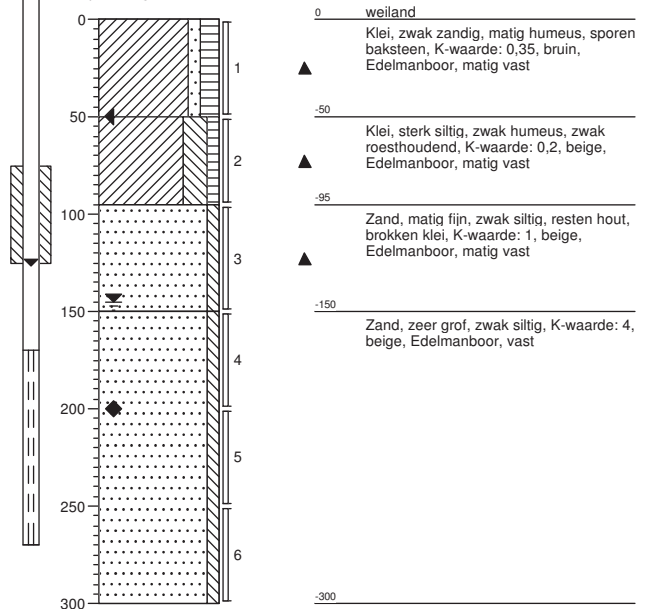 0
50
100
150
200
250
300
1
2
3
4
5
6
0 weiland
Klei, zwak zandig, matig humeus, sporen
baksteen, K-waarde: 0,35, bruin,
Edelmanboor, matig vast
-50
Klei, sterk siltig, zwak humeus, zwak
roesthoudend, K-waarde: 0,2, beige,
Edelmanboor, matig vast
-95
Zand, matig fijn, zwak siltig, resten hout,
brokken klei, K-waarde: 1, beige,
Edelmanboor, matig vast
-150
Zand, zeer grof, zwak siltig, K-waarde: 4,
beige, Edelmanboor, vast
-300